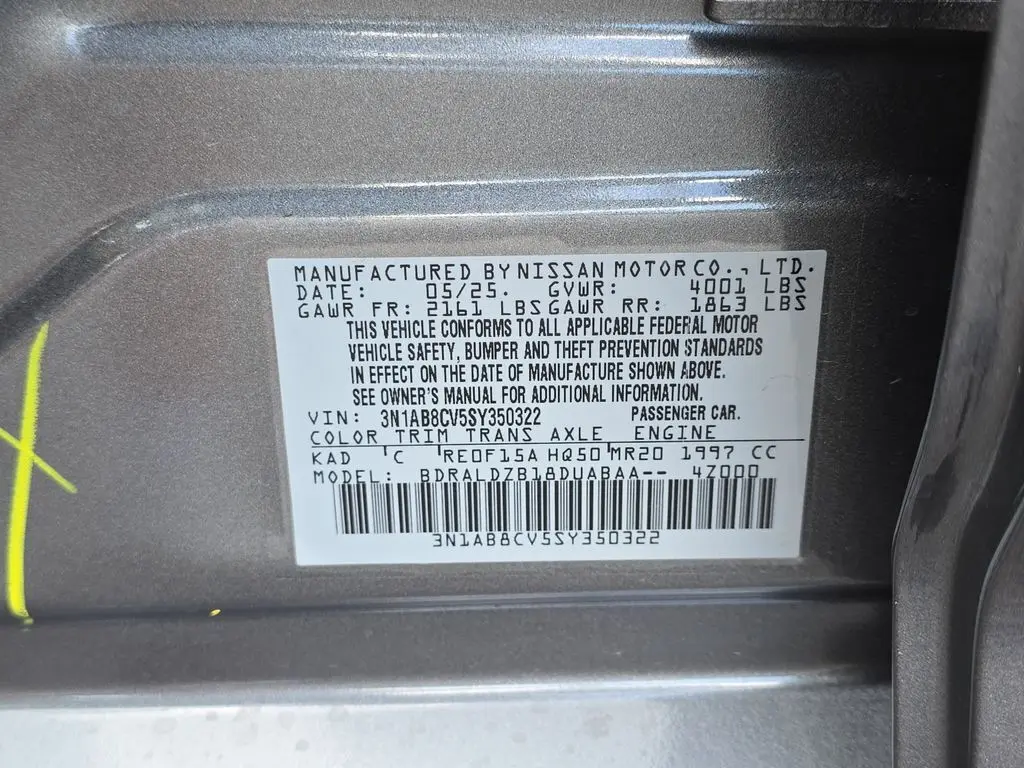 MANUFACTURED BY NISSAN MOTOR CO., LTD.
DATE: 05/25. GVWR: 4001 LBS
GAWR FR: 2161 LBS GAWR RR: 1863 LBS
THIS VEHICLE CONFORMS TO ALL APPLICABLE FEDERAL MOTOR
VEHICLE SAFETY, BUMPER AND THEFT PREVENTION STANDARDS
IN EFFECT ON THE DATE OF MANUFACTURE SHOWN ABOVE.
SEE OWNER'S MANUAL FOR ADDITIONAL INFORMATION.
VIN: 3N1AB8CV5SY350322 PASSENGER CAR.
COLOR TRIM TRANS AXLE ENGINE
KAD C RE0F15A HQ50 MR20 1997 CC
MODEL: BDRALDZB18DUABAA-- 4Z000
3N1AB8CV5SY350322